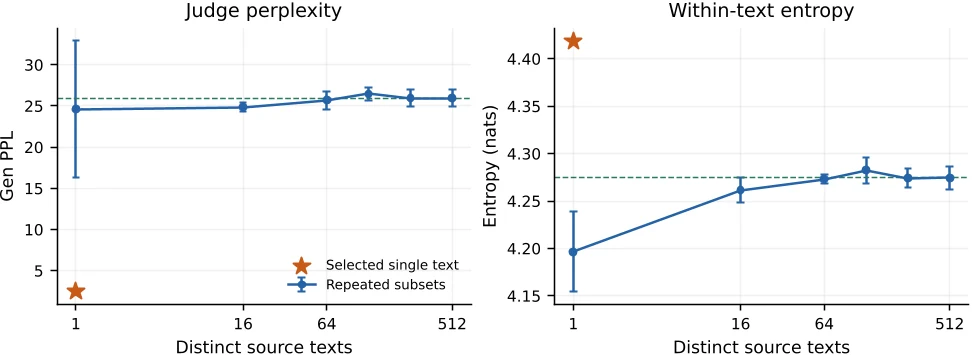 Judge perplexity
Gen PPL
30
25
20
15
10
5
Selected single text
Repeated subsets
1
16
64
512
Distinct source texts
Within-text entropy
Entropy (nats)
4.40
4.35
4.30
4.25
4.20
4.15
1
16
64
512
Distinct source texts